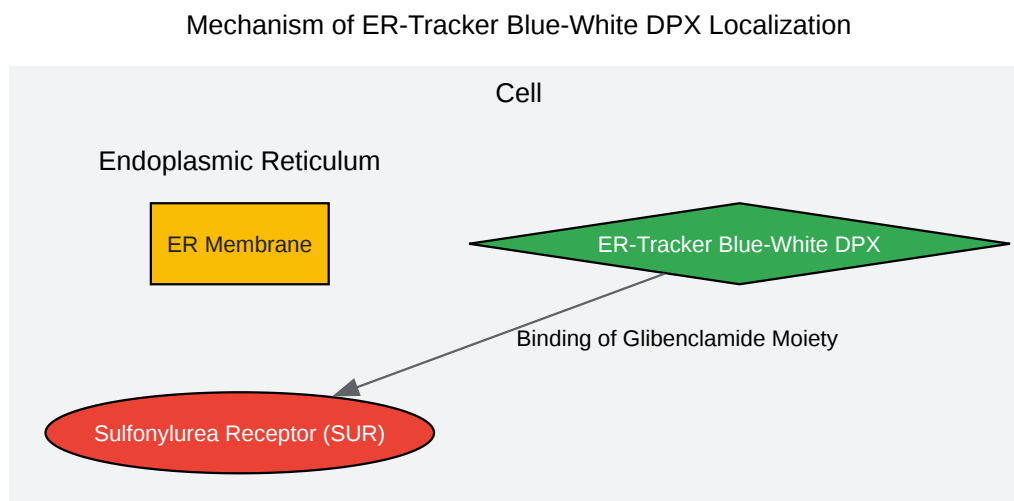 Mechanism of ER-Tracker Blue-White DPX Localization
Cell
Endoplasmic Reticulum
ER Membrane
ER-Tracker Blue-White DPX
Binding of Glibenclamide Moiety
Sulfonylurea Receptor (SUR)